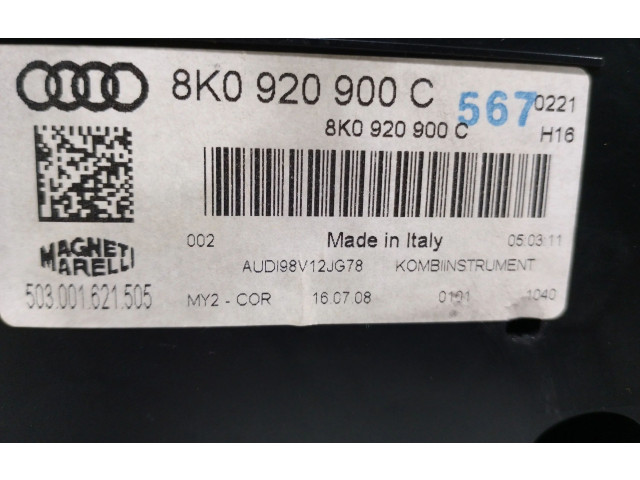 8K0 920 900 C
567
0221
8K0 920 900 C
H16
002
Made in Italy
05.03.11
AUDI98V12JG78 KOMBIINSTRUMENT
MAGNETI
MARELLI
503.001.621.505
MY2 - COR 16.07.08 0101 1040